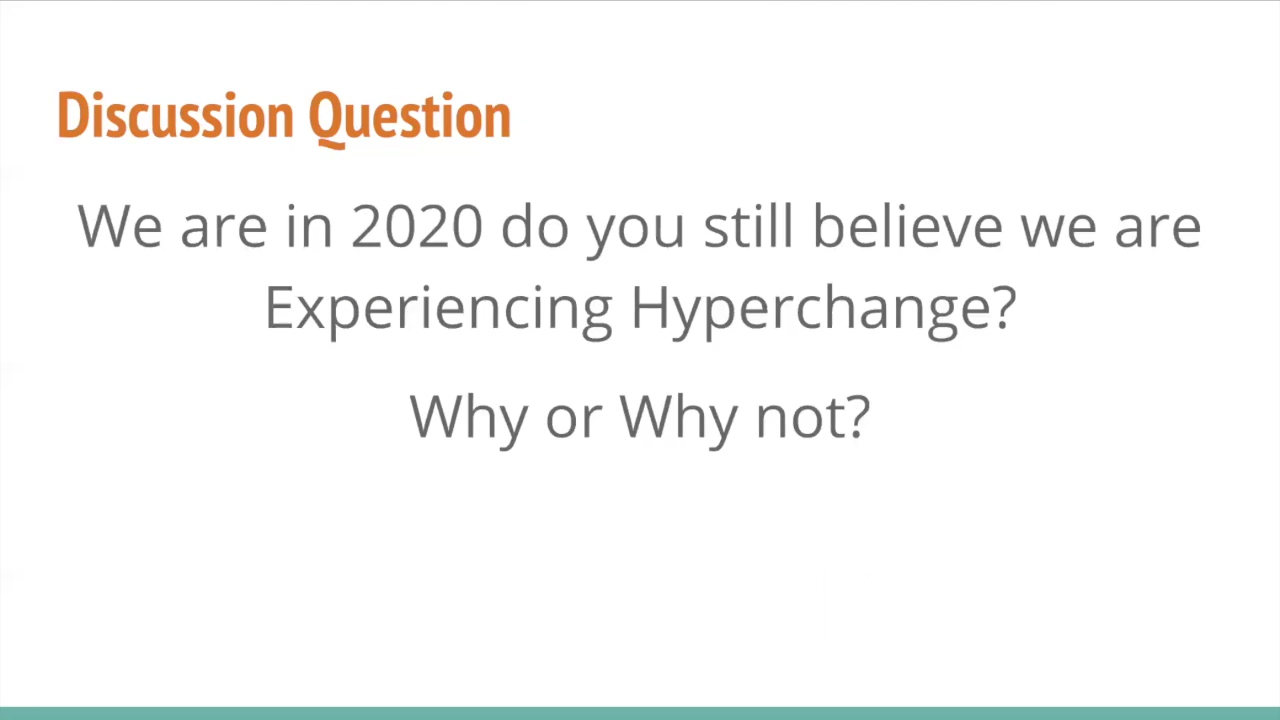 Discussion Question
We are in 2020 do you still believe we are
Experiencing Hyperchange?
Why or Why not?